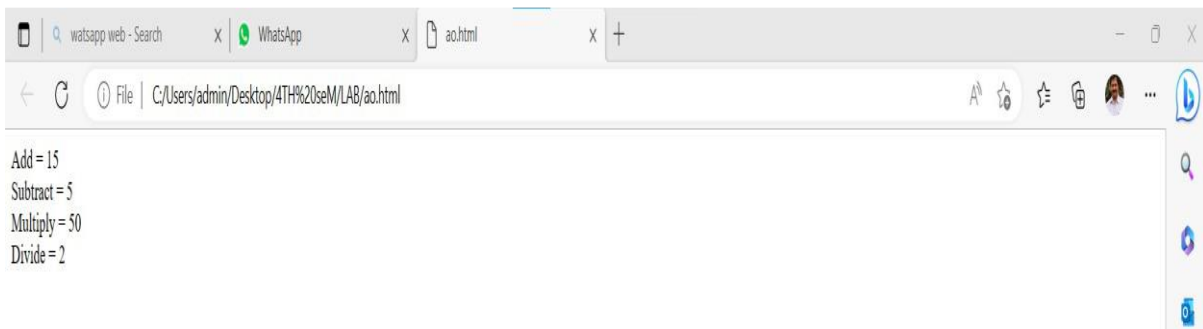 watsapp web - Search
WhatsApp
ao.html
File | C:/Users/admin/Desktop/4TH%20seM/LAB/ao.html
Add = 15
Subtract = 5
Multiply = 50
Divide = 2